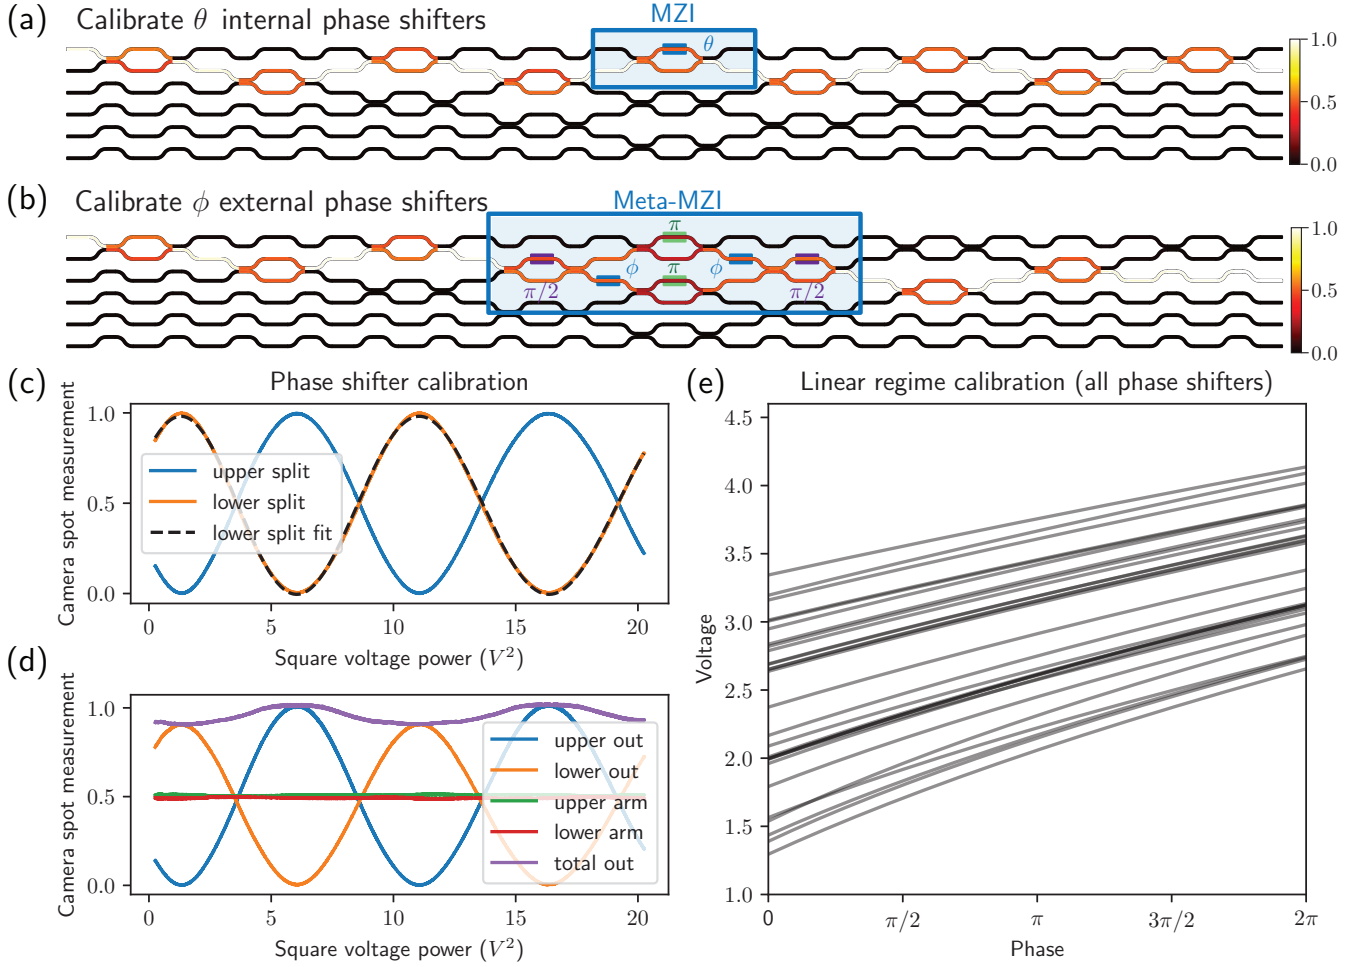 (a) Calibrate θ internal phase shifters
MZI
θ
1.0
0.5
0.0
(b) Calibrate ϕ external phase shifters
Meta-MZI
π
π
ϕ
ϕ
π/2
π/2
1.0
0.5
0.0
(c) Phase shifter calibration
Camera spot measurement
1.0
0.5
0.0
upper split
lower split
lower split fit
0 5 10 15 20
Square voltage power (V²)
(d)
Camera spot measurement
1.0
0.5
0.0
upper out
lower out
upper arm
lower arm
total out
0 5 10 15 20
Square voltage power (V²)
(e) Linear regime calibration (all phase shifters)
Voltage
4.5
4.0
3.5
3.0
2.5
2.0
1.5
1.0
0 π/2 π 3π/2 2π
Phase